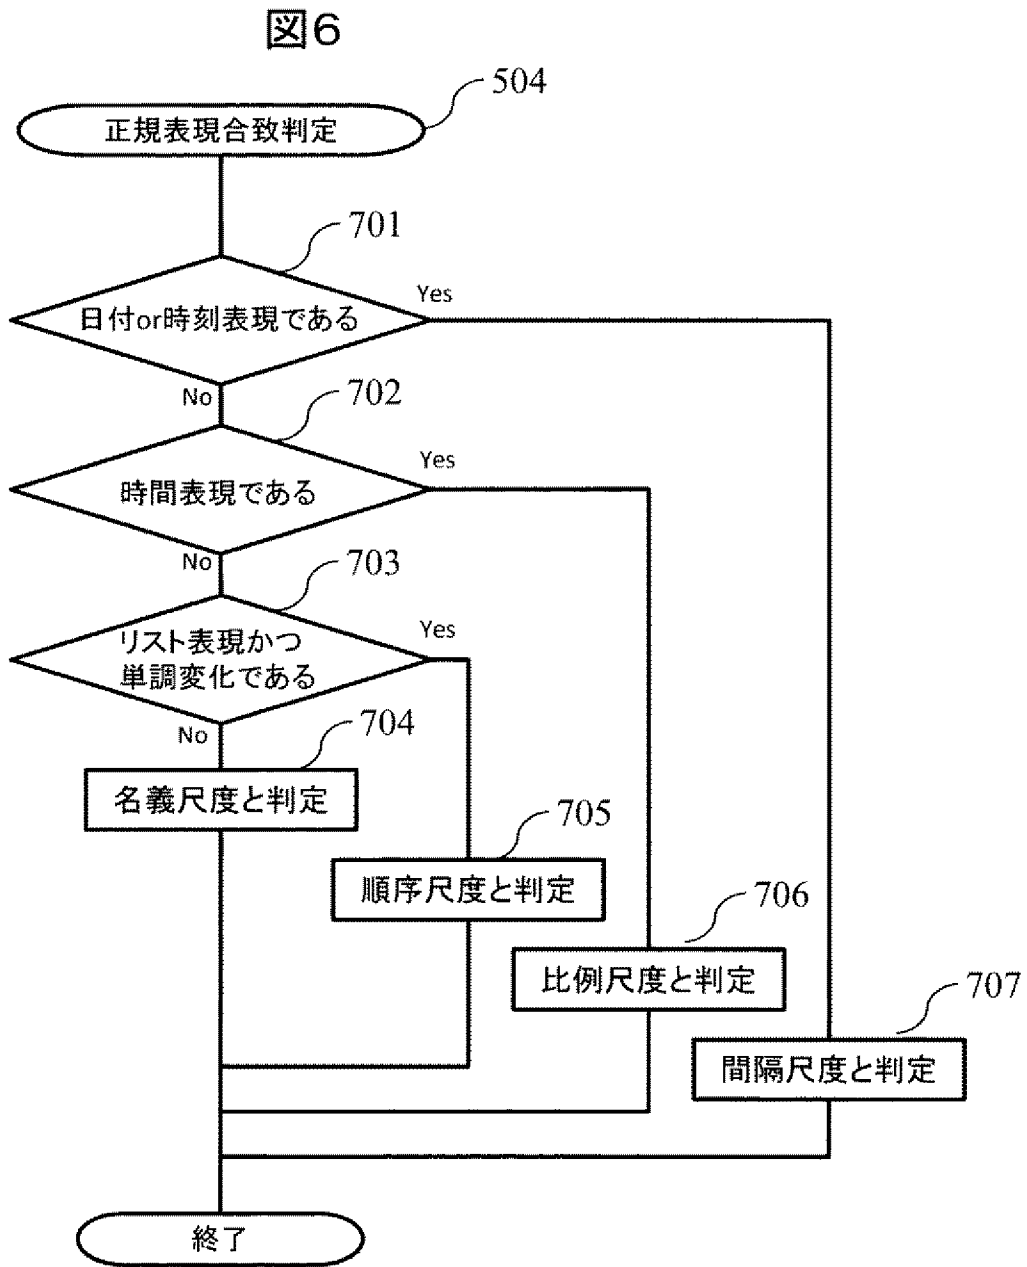 図6
504
正規表現合致判定
701
日付or時刻表現である
Yes
No
702
時間表現である
Yes
No
703
リスト表現かつ
単調変化である
Yes
No
704
名義尺度と判定
705
順序尺度と判定
706
比例尺度と判定
707
間隔尺度と判定
終了